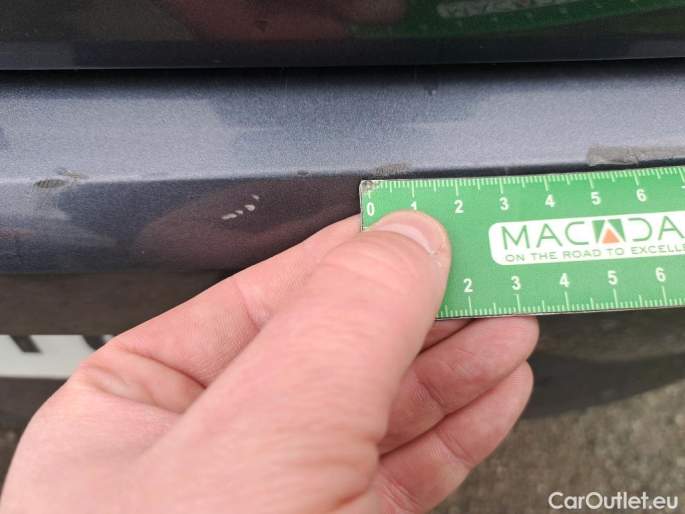 0 1 2 3 4 5 6
MACADA
ON THE ROAD TO EXCELLE
2 3 4 5 6
CarOutlet.eu